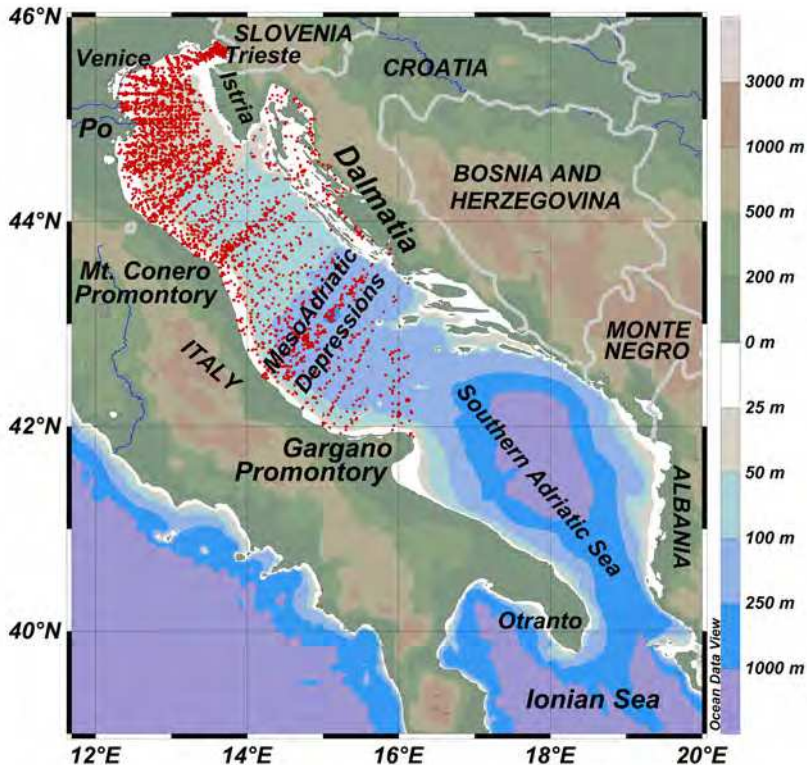 46°N
44°N
42°N
40°N
12°E
14°E
16°E
18°E
20°E
SLOVENIA
Venice
Trieste
CROATIA
Istria
Po
Dalmatia
BOSNIA AND
HERZEGOVINA
Mt. Conero
Promontory
MesoAdriatic
Depressions
MONTE
NEGRO
ITALY
Gargano
Promontory
Southern Adriatic Sea
ALBANIA
Otranto
Ionian Sea
Ocean Data View
3000 m
1000 m
500 m
200 m
0 m
25 m
50 m
100 m
250 m
1000 m